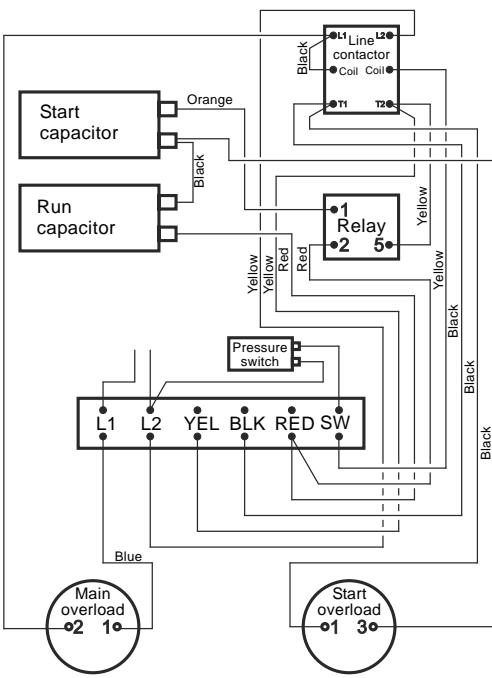 L1 L2
Line
contactor
Black
Coil Coil
T1 T2
Start
capacitor
Orange
Black
Run
capacitor
1
Relay
2 5
Yellow
Yellow
Yellow
Red
Red
Yellow
Black
Black
Black
Pressure
switch
L1 L2 YEL BLK RED SW
Blue
Main
overload
2 1
Start
overload
1 3